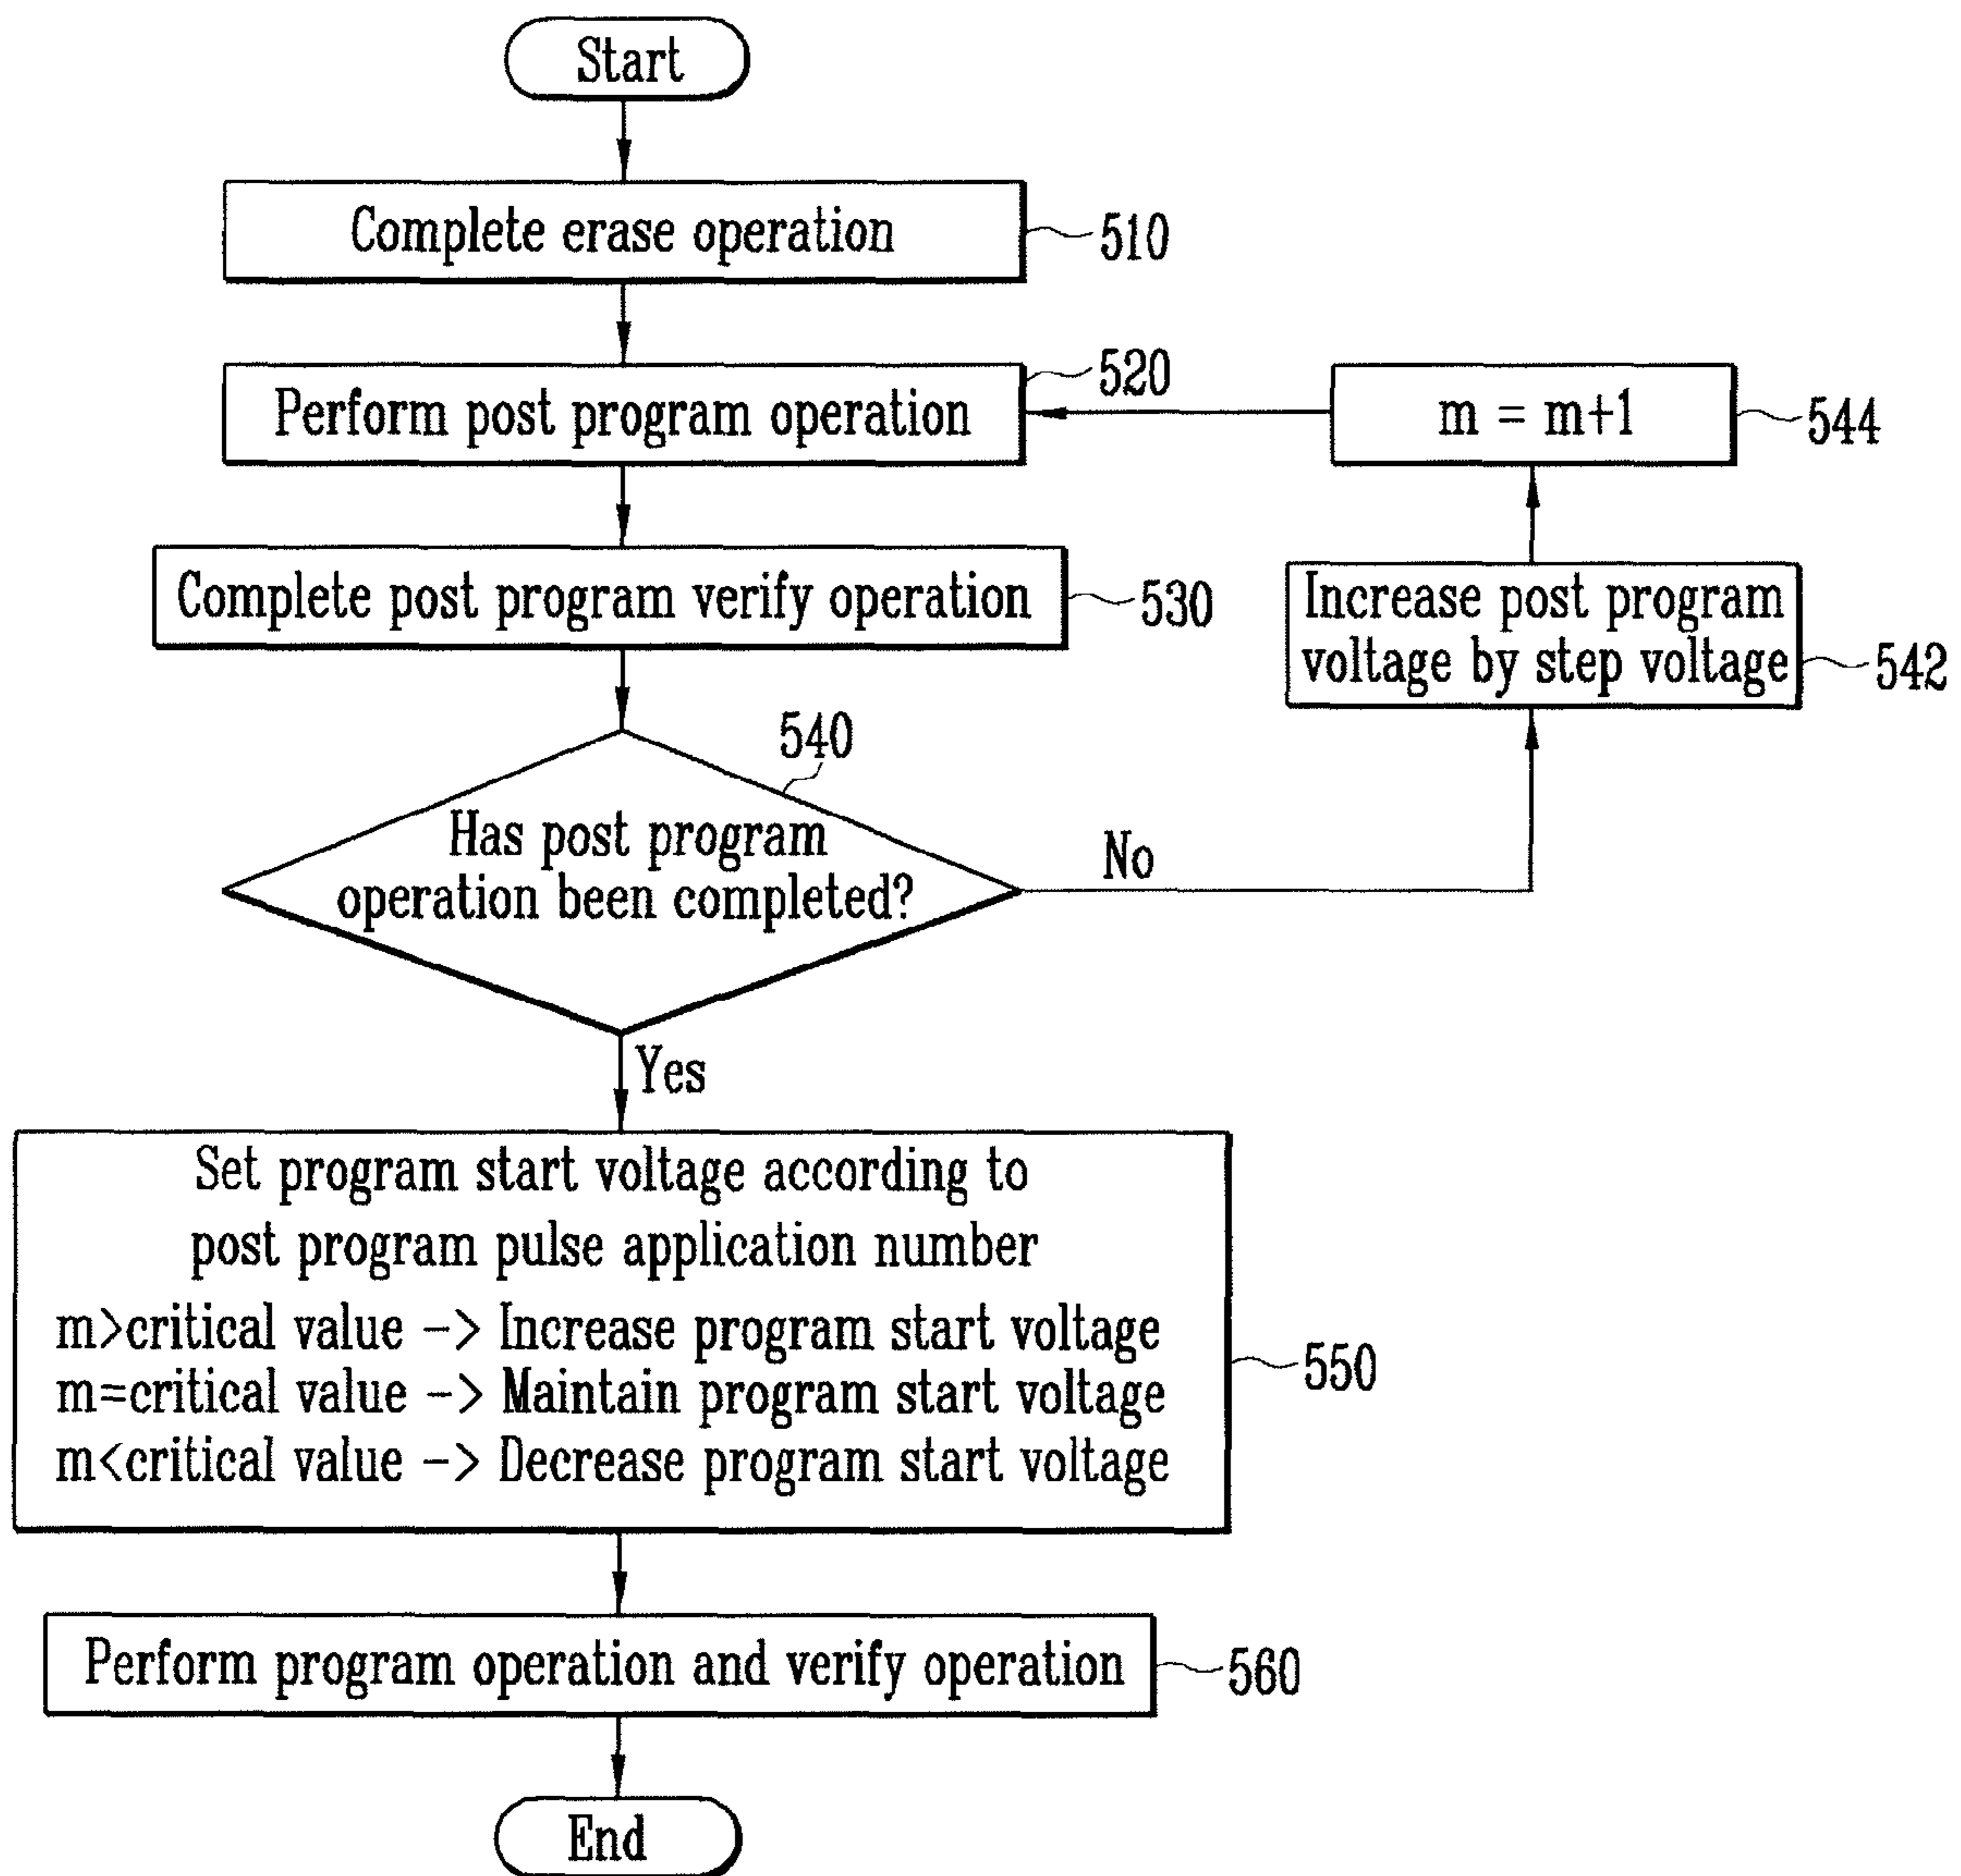 Start
Complete erase operation
510
Perform post program operation
520
m = m+1
544
Complete post program verify operation
530
Increase post program
voltage by step voltage
542
540
Has post program
operation been completed?
No
Yes
Set program start voltage according to
post program pulse application number
m>critical value -> Increase program start voltage
m=critical value -> Maintain program start voltage
m<critical value -> Decrease program start voltage
550
Perform program operation and verify operation
560
End